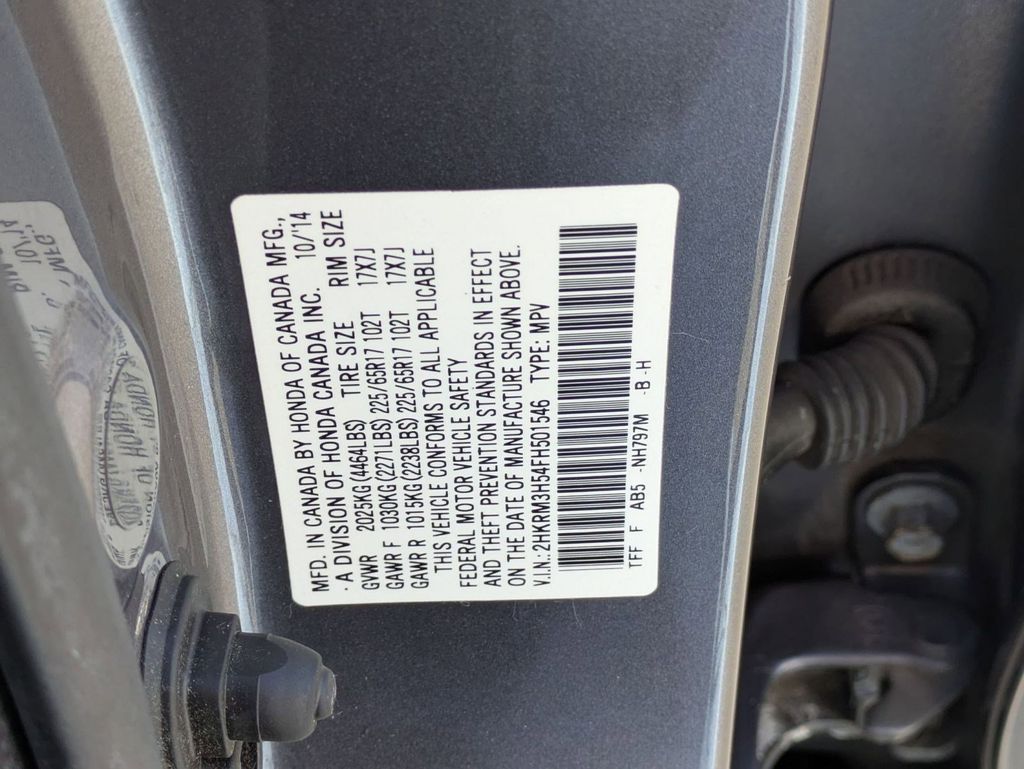 MFD. IN CANADA BY HONDA OF CANADA MFG.,
A DIVISION OF HONDA CANADA INC. 10/'14
GVWR 2025KG(4464LBS) TIRE SIZE RIM SIZE
GAWR F 1030KG(2271LBS) 225/65R17 102T 17X7J
GAWR R 1015KG(2238LBS) 225/65R17 102T 17X7J
THIS VEHICLE CONFORMS TO ALL APPLICABLE
FEDERAL MOTOR VEHICLE SAFETY
AND THEFT PREVENTION STANDARDS IN EFFECT
ON THE DATE OF MANUFACTURE SHOWN ABOVE.
V.I.N.: 2HKRM3H54FH501546 TYPE: MPV
TFF F AB5 -NH797M -B -H